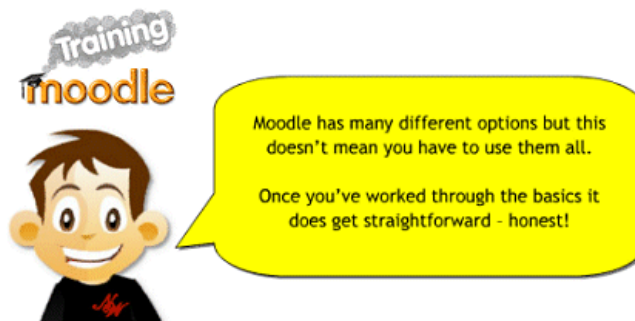 Training
moodle
Moodle has many different options but this
doesn't mean you have to use them all.
Once you've worked through the basics it
does get straightforward – honest!
NW